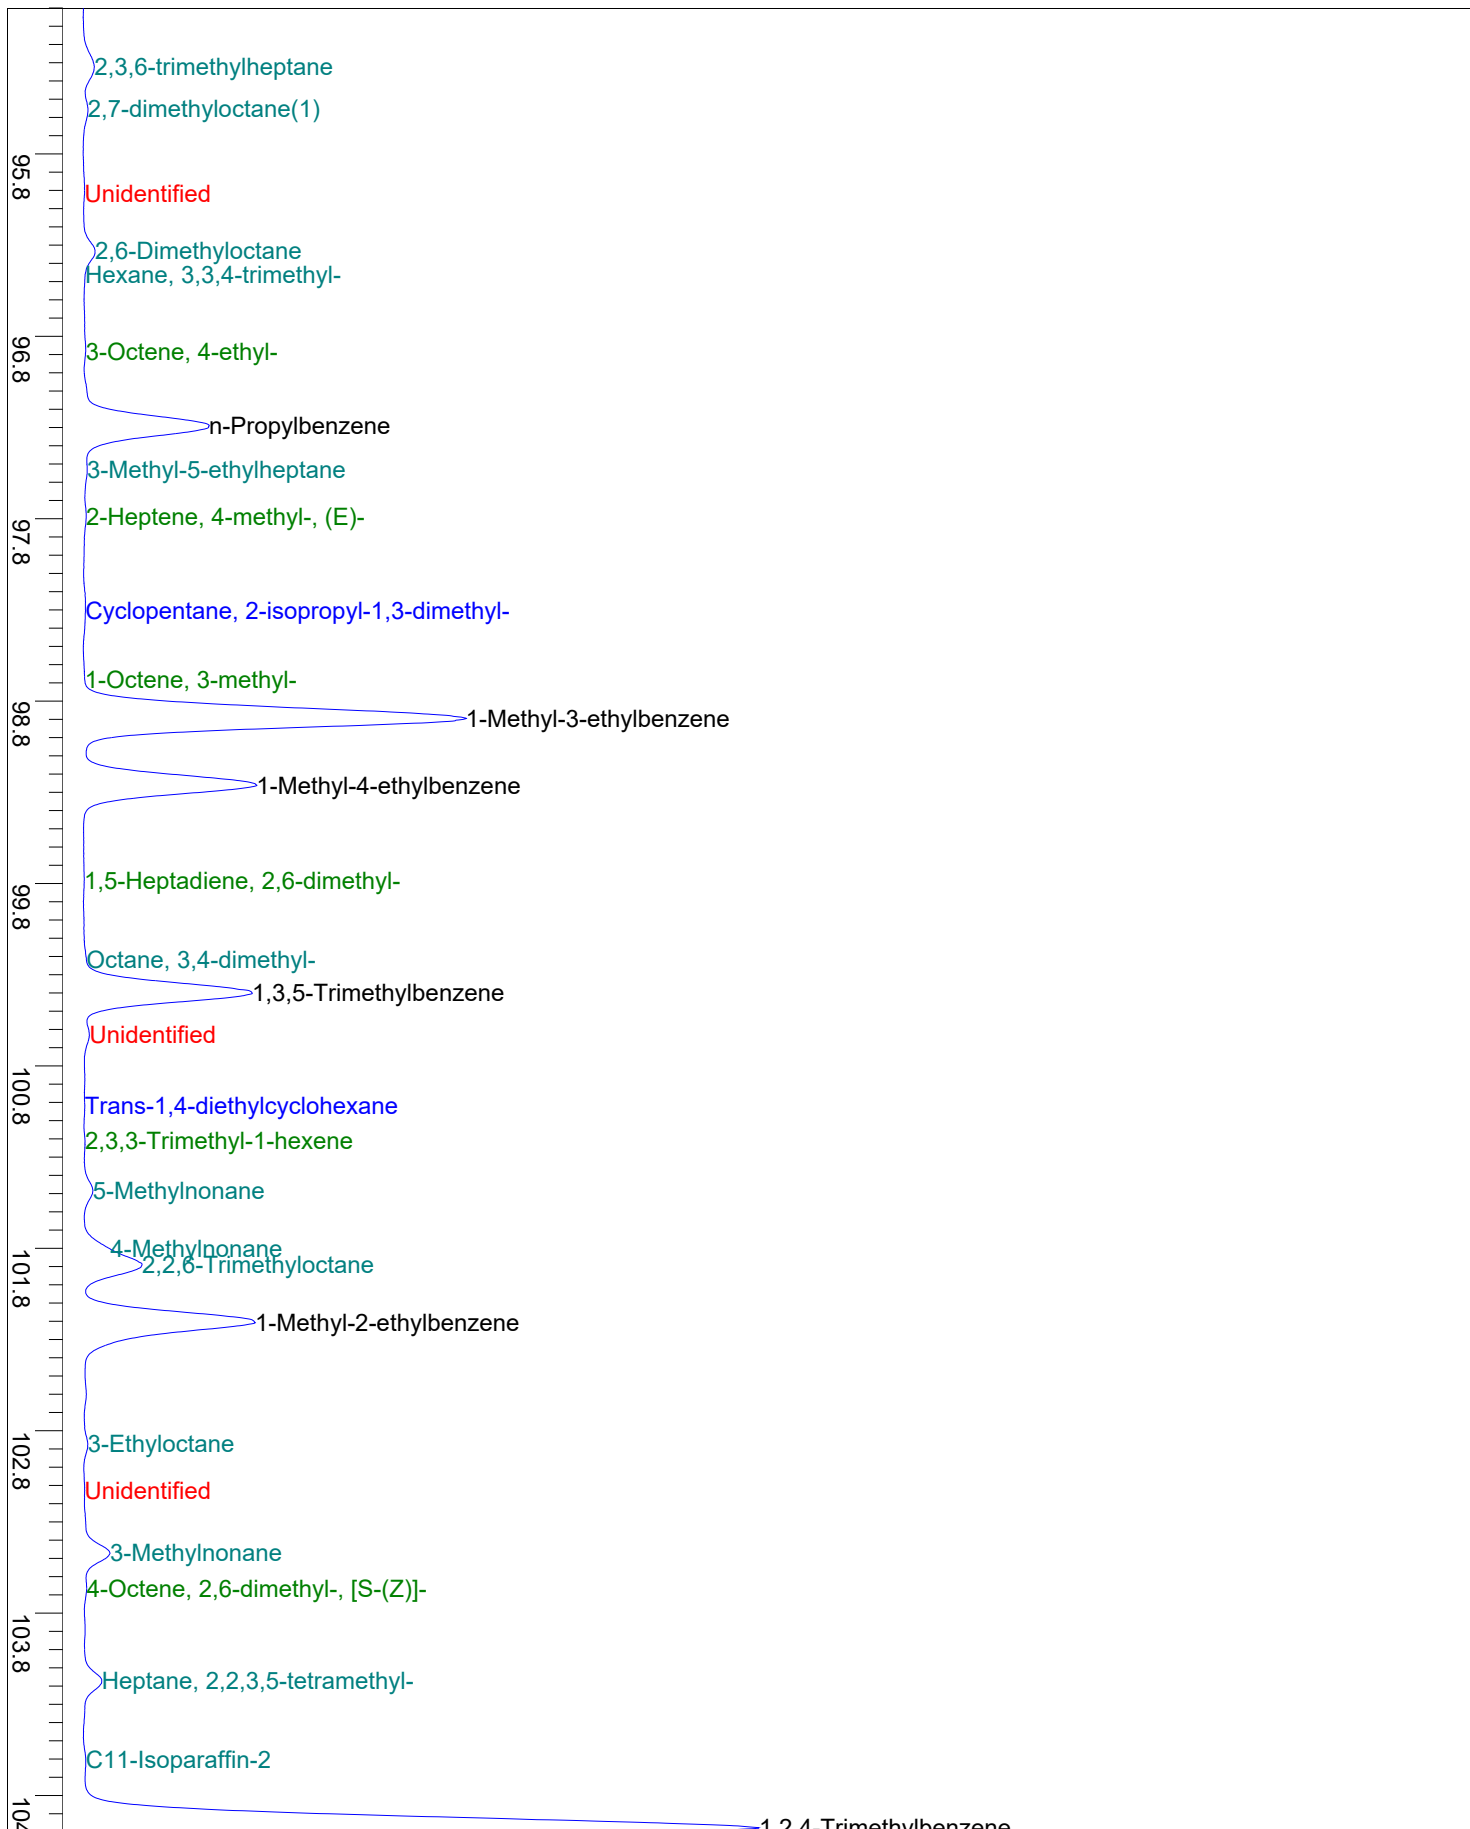 2,3,6-trimethylheptane
2,7-dimethyloctane(1)
95.8
Unidentified
2,6-Dimethyloctane
Hexane, 3,3,4-trimethyl-
96.8
3-Octene, 4-ethyl-
n-Propylbenzene
3-Methyl-5-ethylheptane
2-Heptene, 4-methyl-, (E)-
97.8
Cyclopentane, 2-isopropyl-1,3-dimethyl-
1-Octene, 3-methyl-
98.8
1-Methyl-3-ethylbenzene
1-Methyl-4-ethylbenzene
1,5-Heptadiene, 2,6-dimethyl-
99.8
Octane, 3,4-dimethyl-
1,3,5-Trimethylbenzene
Unidentified
100.8
Trans-1,4-diethylcyclohexane
2,3,3-Trimethyl-1-hexene
5-Methylnonane
4-Methylnonane
2,2,6-Trimethyloctane
101.8
1-Methyl-2-ethylbenzene
3-Ethyloctane
102.8
Unidentified
3-Methylnonane
4-Octene, 2,6-dimethyl-, [S-(Z)]-
103.8
Heptane, 2,2,3,5-tetramethyl-
C11-Isoparaffin-2
1,2,4-Trimethylbenzene